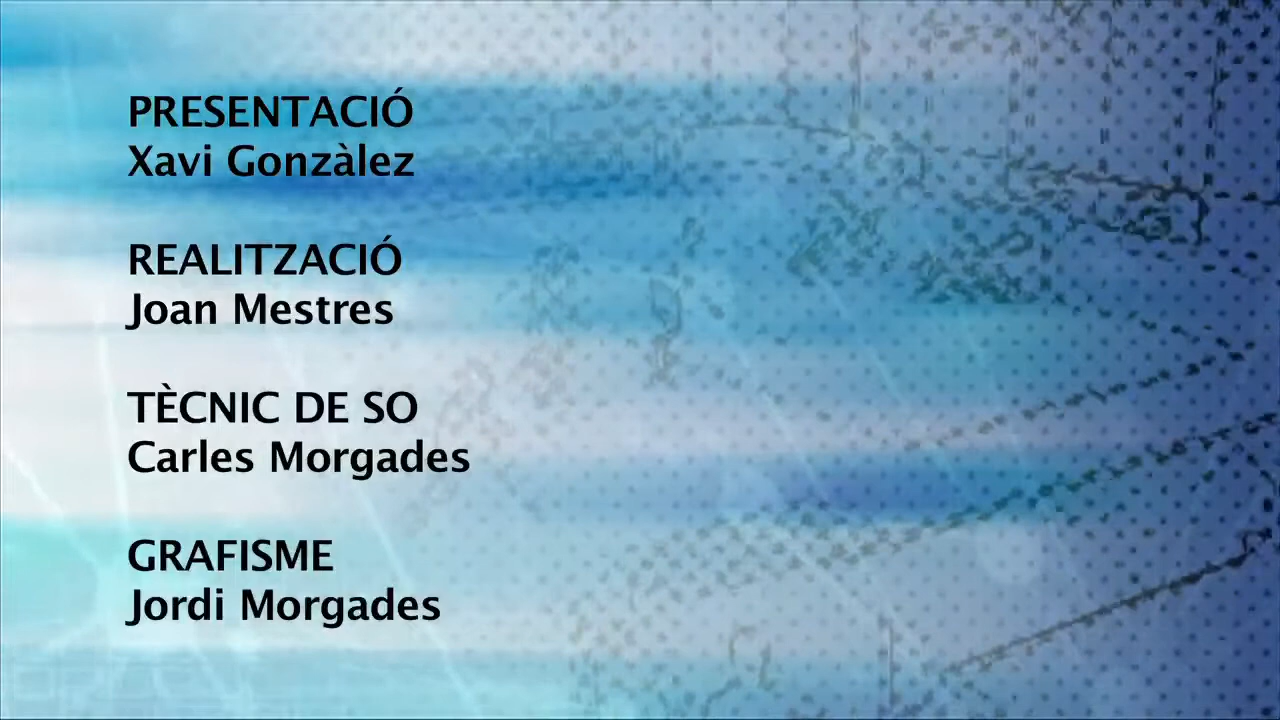 PRESENTACIÓ
Xavi Gonzàlez
REALITZACIÓ
Joan Mestres
TÈCNIC DE SO
Carles Morgades
GRAFISME
Jordi Morgades